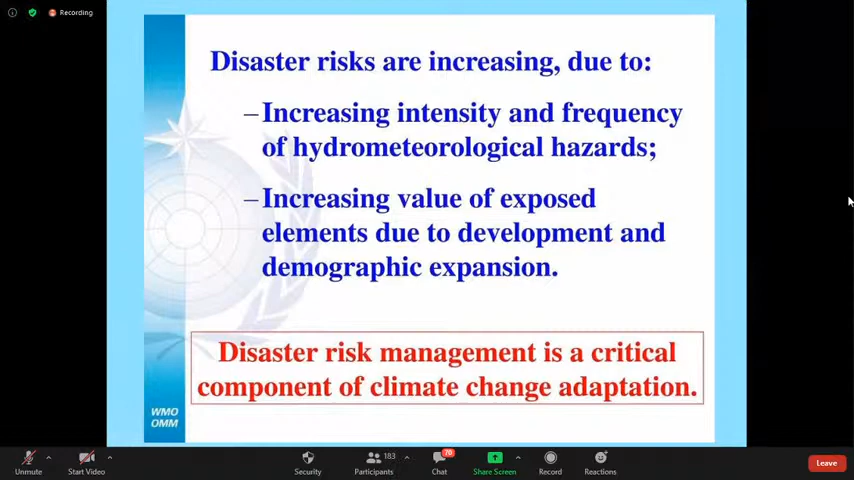 Recording
Disaster risks are increasing, due to:
–Increasing intensity and frequency
of hydrometeorological hazards;
–Increasing value of exposed
elements due to development and
demographic expansion.
Disaster risk management is a critical
component of climate change adaptation.
WMO
OMM
Unmute
Start Video
Security
183
Participants
70
Chat
Share Screen
Record
Reactions
Leave